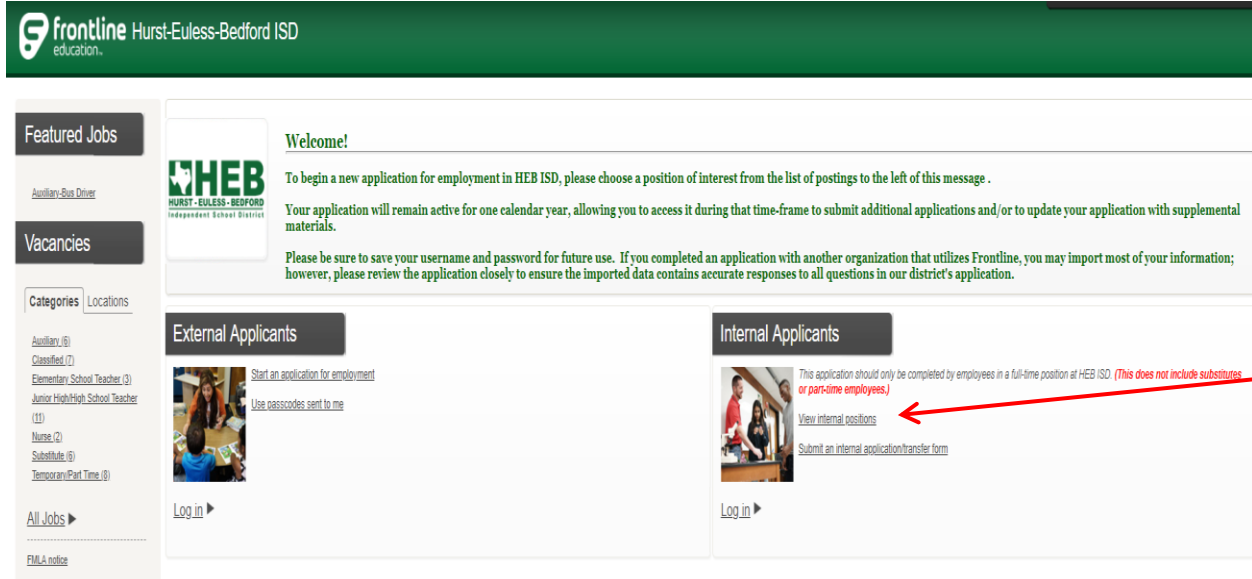 frontline Hurst-Euless-Bedford ISD
education.
Featured Jobs
Auxiliary-Bus Driver
Vacancies
Categories Locations
Auxiliary (6)
Classified (7)
Elementary School Teacher (3)
Junior High/High School Teacher
(11)
Nurse (2)
Substitute (6)
Temporary/Part Time (8)
All Jobs
FMLA notice
HEB
HURST - EULESS - BEDFORD
Independent School District
Welcome!
To begin a new application for employment in HEB ISD, please choose a position of interest from the list of postings to the left of this message .
Your application will remain active for one calendar year, allowing you to access it during that time-frame to submit additional applications and/or to update your application with supplemental
materials.
Please be sure to save your username and password for future use. If you completed an application with another organization that utilizes Frontline, you may import most of your information;
however, please review the application closely to ensure the imported data contains accurate responses to all questions in our district's application.
External Applicants
Start an application for employment
Use passcodes sent to me
Log in
Internal Applicants
This application should only be completed by employees in a full-time position at HEB ISD. (This does not include substitutes
or part-time employees.)
View internal positions
Submit an internal application/transfer form
Log in